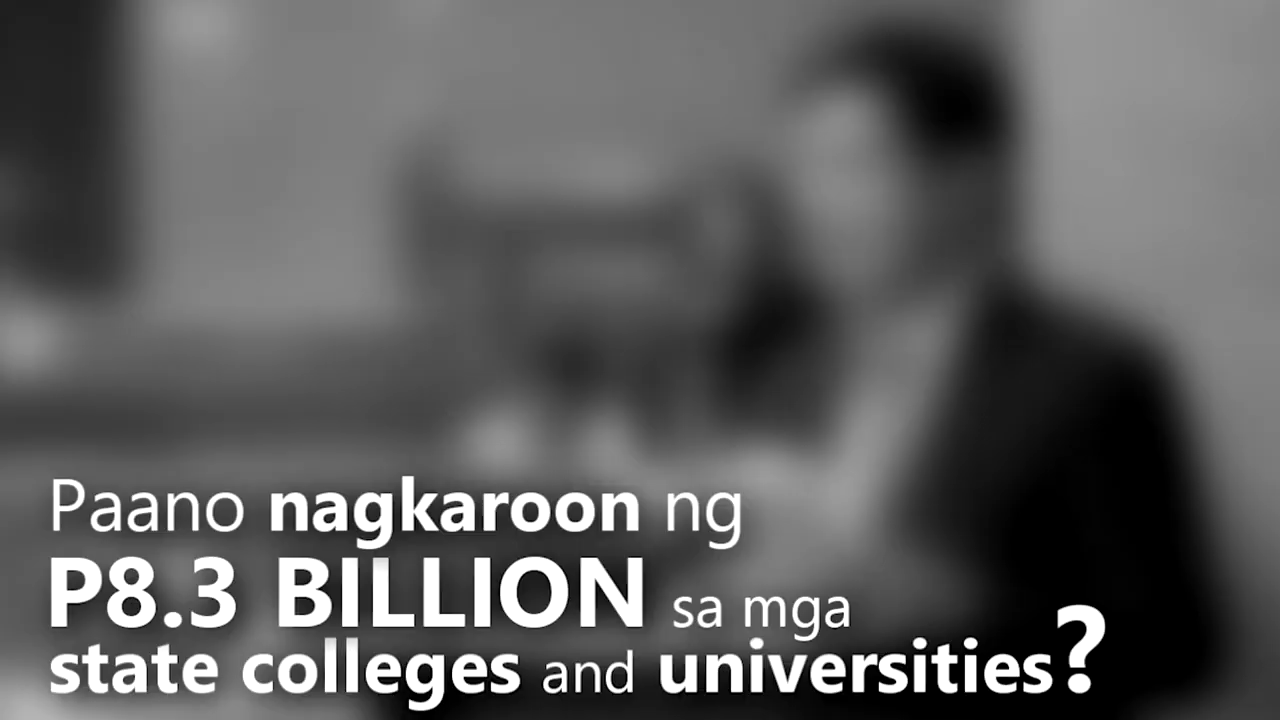 Paano nagkaroon ng
P8.3 BILLION sa mga
state colleges and universities?